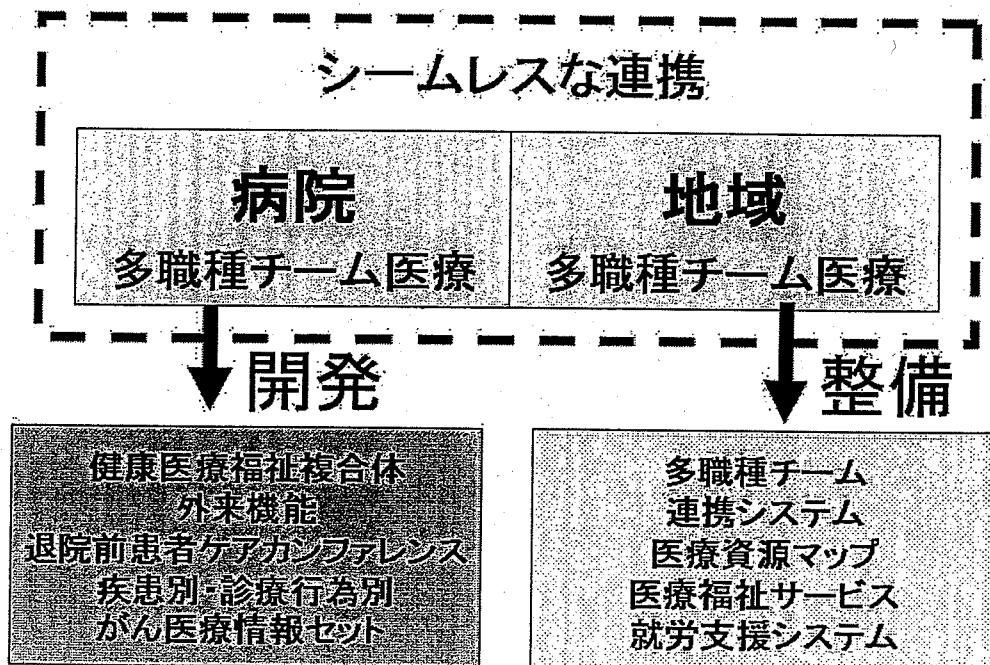 シームレスな連携
病院
多職種チーム医療
地域
多職種チーム医療
開発
整備
健康医療福祉複合体
外来機能
退院前患者ケアカンファレンス
疾患別・診療行為別
がん医療情報セット
多職種チーム
連携システム
医療資源マップ
医療福祉サービス
就労支援システム